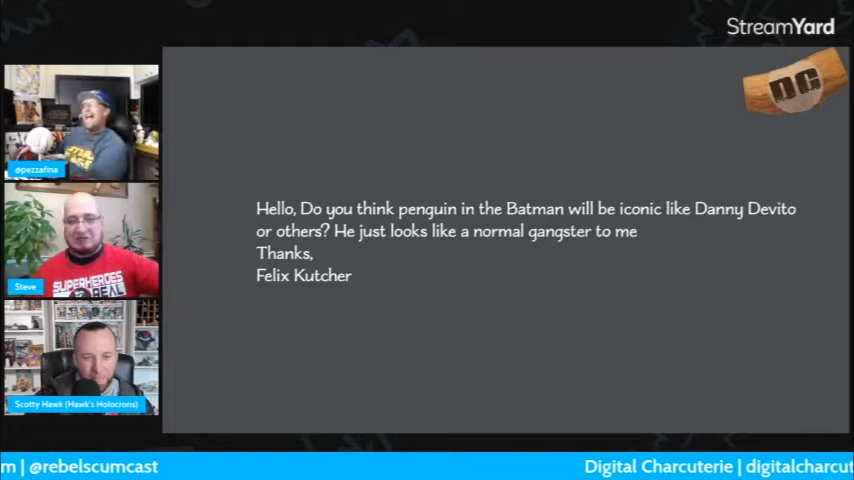 StreamYard
DC
@pezzafina
Hello, Do you think penguin in the Batman will be iconic like Danny Devito
or others? He just looks like a normal gangster to me
Thanks,
Felix Kutcher
Steve
SUPERHEROES
REAL
Scotty Hawk (Hawk's Holocrons)
m | @rebelscumcast
Digital Charcuterie | digitalcharcut